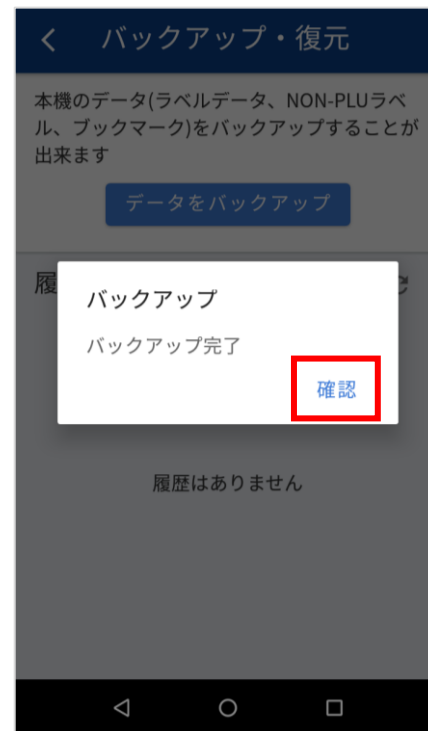 バックアップ・復元
本機のデータ(ラベルデータ、NON-PLUラベ
ル、ブックマーク)をバックアップすることが
出来ます
データをバックアップ
履
バックアップ
バックアップ完了
確認
履歴はありません